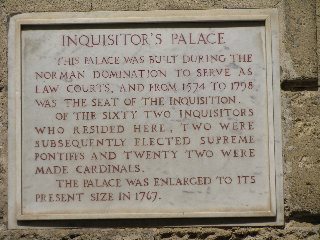 INQUISITOR'S PALACE
THIS PALACE WAS BUILT DURING THE
NORMAN DOMINATION TO SERVE AS
LAW COURTS, AND FROM 1574 TO 1798
WAS THE SEAT OF THE INQUISITION.
OF THE SIXTY TWO INQUISITORS
WHO RESIDED HERE, TWO WERE
SUBSEQUENTLY ELECTED SUPREME
PONTIFFS AND TWENTY TWO WERE
MADE CARDINALS.
THE PALACE WAS ENLARGED TO ITS
PRESENT SIZE IN 1767.